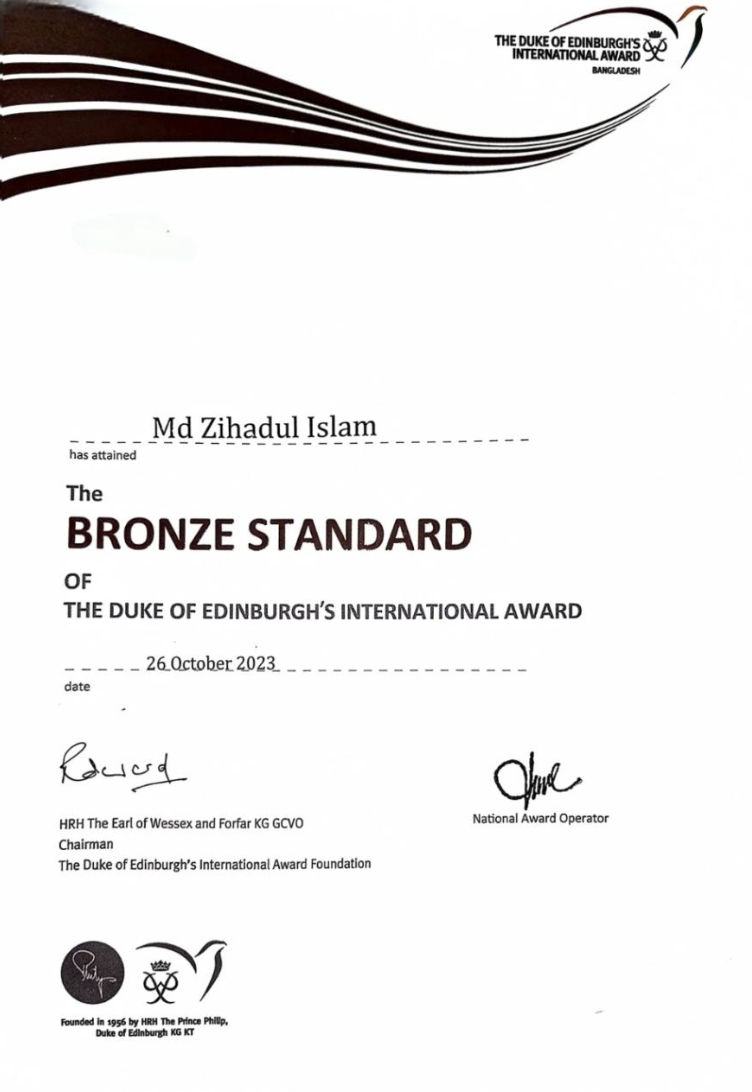 THE DUKE OF EDINBURGH'S
INTERNATIONAL AWARD
BANGLADESH
Md Zihadul Islam
has attained
The
BRONZE STANDARD
OF
THE DUKE OF EDINBURGH'S INTERNATIONAL AWARD
26 October 2023
date
Edward
HRH The Earl of Wessex and Forfar KG GCVO
Chairman
The Duke of Edinburgh's International Award Foundation
National Award Operator
Founded in 1956 by HRH The Prince Philip,
Duke of Edinburgh KG KT